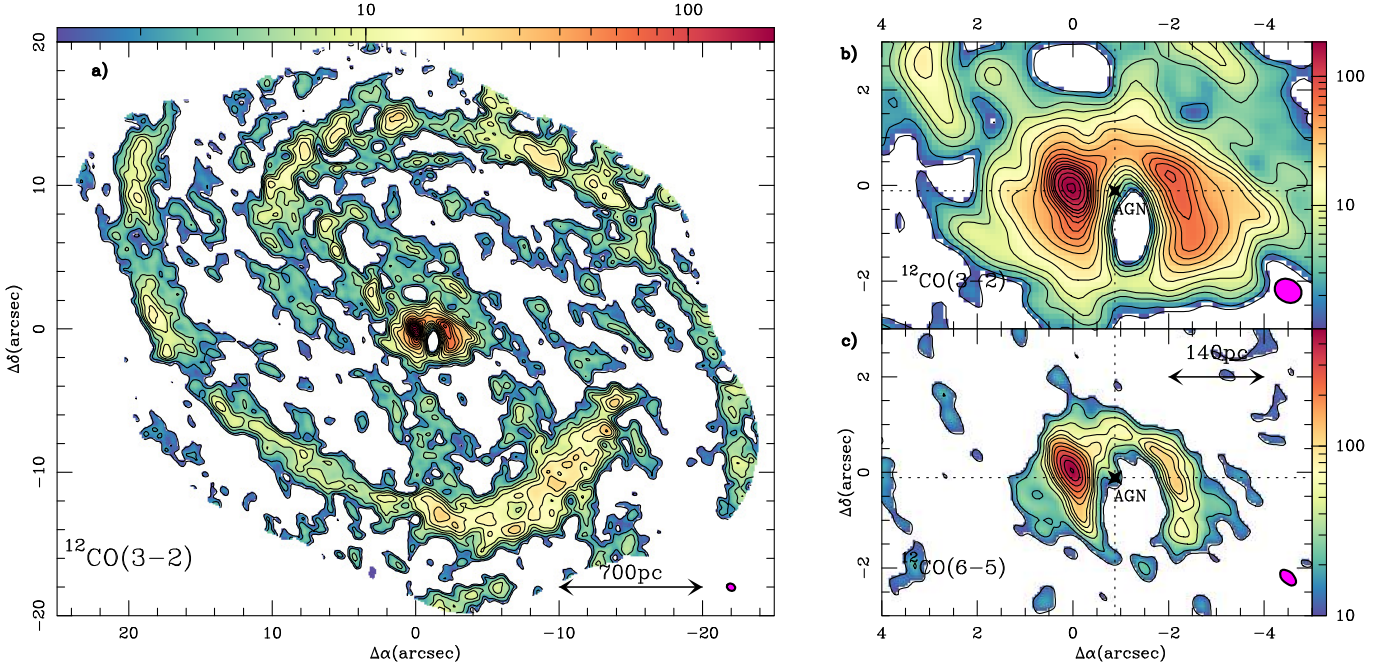 10 100
20
10
0
−10
−20
20 10 0 −10 −20
Δδ(arcsec)
Δα(arcsec)
a)
¹²CO(3−2)
700pc
4 2 0 −2 −4
b)
2
0
−2
AGN
¹²CO(3−2)
100
10
c)
140pc
2
0
−2
Δδ(arcsec)
AGN
¹²CO(6−5)
100
10
4 2 0 −2 −4
Δα(arcsec)